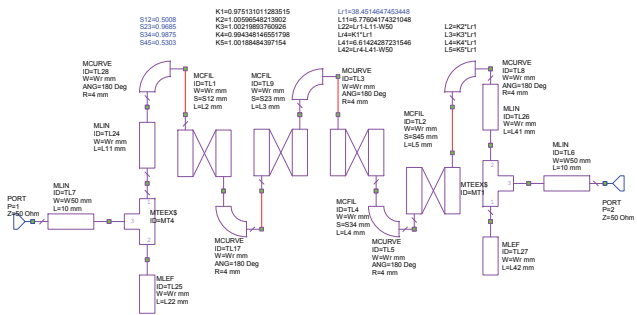 S12=0.5008
S23=0.9685
S34=0.9875
S45=0.5303
K1=0.975131011283515
K2=1.00596548213902
K3=1.00219893760926
K4=0.994348146551798
K5=1.00188484397154
Lr1=38.4514647453448
L11=6.77604174321048
L22=Lr1-L11-W50
Lr4=K1*Lr1
L41=6.61424287231546
L42=Lr4-L41-W50
L2=K2*Lr1
L3=K3*Lr1
L4=K4*Lr1
L5=K5*Lr1
MCURVE
ID=TL28
W=Wr mm
ANG=180 Deg
R=4 mm
MCFIL
ID=TL1
W=Wr mm
S=S12 mm
L=L2 mm
MCFIL
ID=TL9
W=Wr mm
S=S23 mm
L=L3 mm
MCURVE
ID=TL3
W=Wr mm
ANG=180 Deg
R=4 mm
MCFIL
ID=TL2
W=Wr mm
S=S45 mm
L=L5 mm
MCURVE
ID=TL8
W=Wr mm
ANG=180 Deg
R=4 mm
MLIN
ID=TL24
W=Wr mm
L=L11 mm
MLIN
ID=TL26
W=Wr mm
L=L41 mm
MLIN
ID=TL6
W=W50 mm
L=10 mm
MLIN
ID=TL7
W=W50 mm
L=10 mm
PORT
P=1
Z=50 Ohm
MTEEX$
ID=MT4
1
2
3
MCURVE
ID=TL17
W=Wr mm
ANG=180 Deg
R=4 mm
MCFIL
ID=TL4
W=Wr mm
S=S34 mm
L=L4 mm
MCURVE
ID=TL5
W=Wr mm
ANG=180 Deg
R=4 mm
MTEEX$
ID=MT1
1
2
3
PORT
P=2
Z=50 Ohm
MLEF
ID=TL25
W=Wr mm
L=L22 mm
MLEF
ID=TL27
W=Wr mm
L=L42 mm